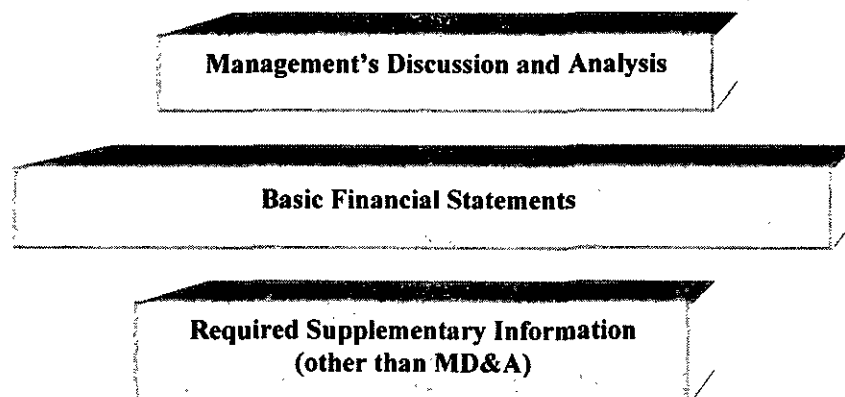 Management's Discussion and Analysis
Basic Financial Statements
Required Supplementary Information
(other than MD&A)